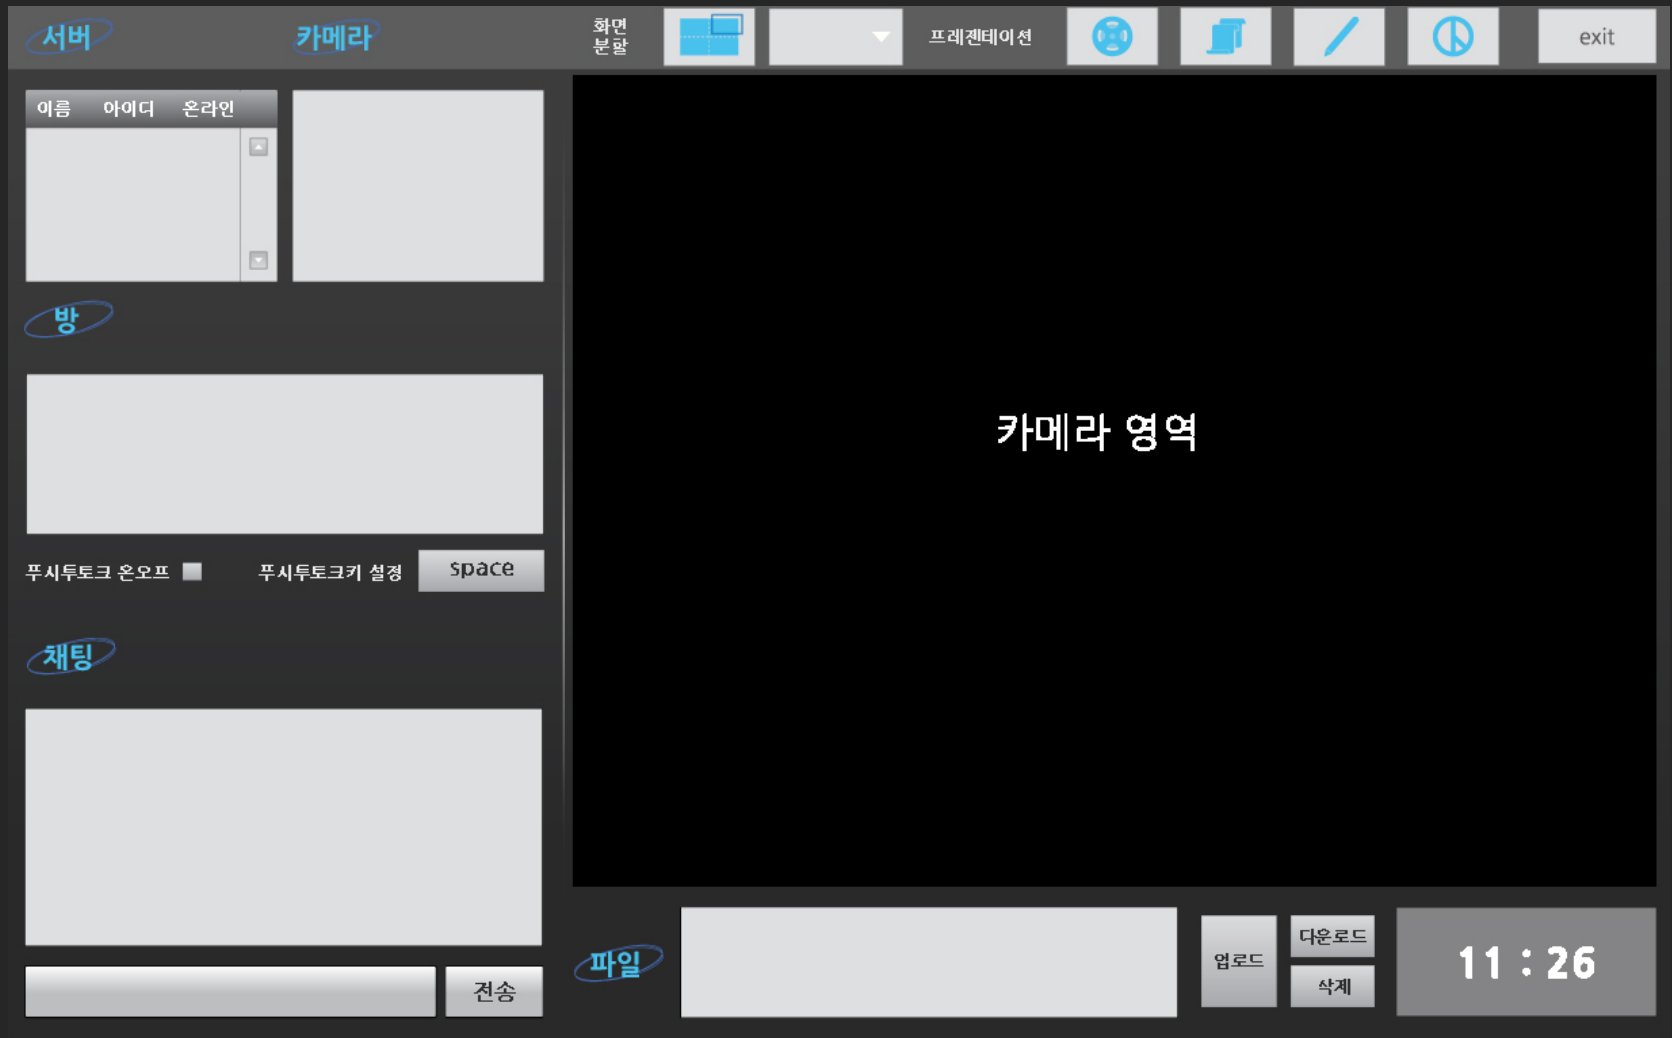 서버
카메라
화면
분할
프레젠테이션
exit
이름 아이디 온라인
방
카메라 영역
푸시투토크 온오프
푸시투토크키 설정
space
채팅
전송
파일
업로드
다운로드
삭제
11 : 26